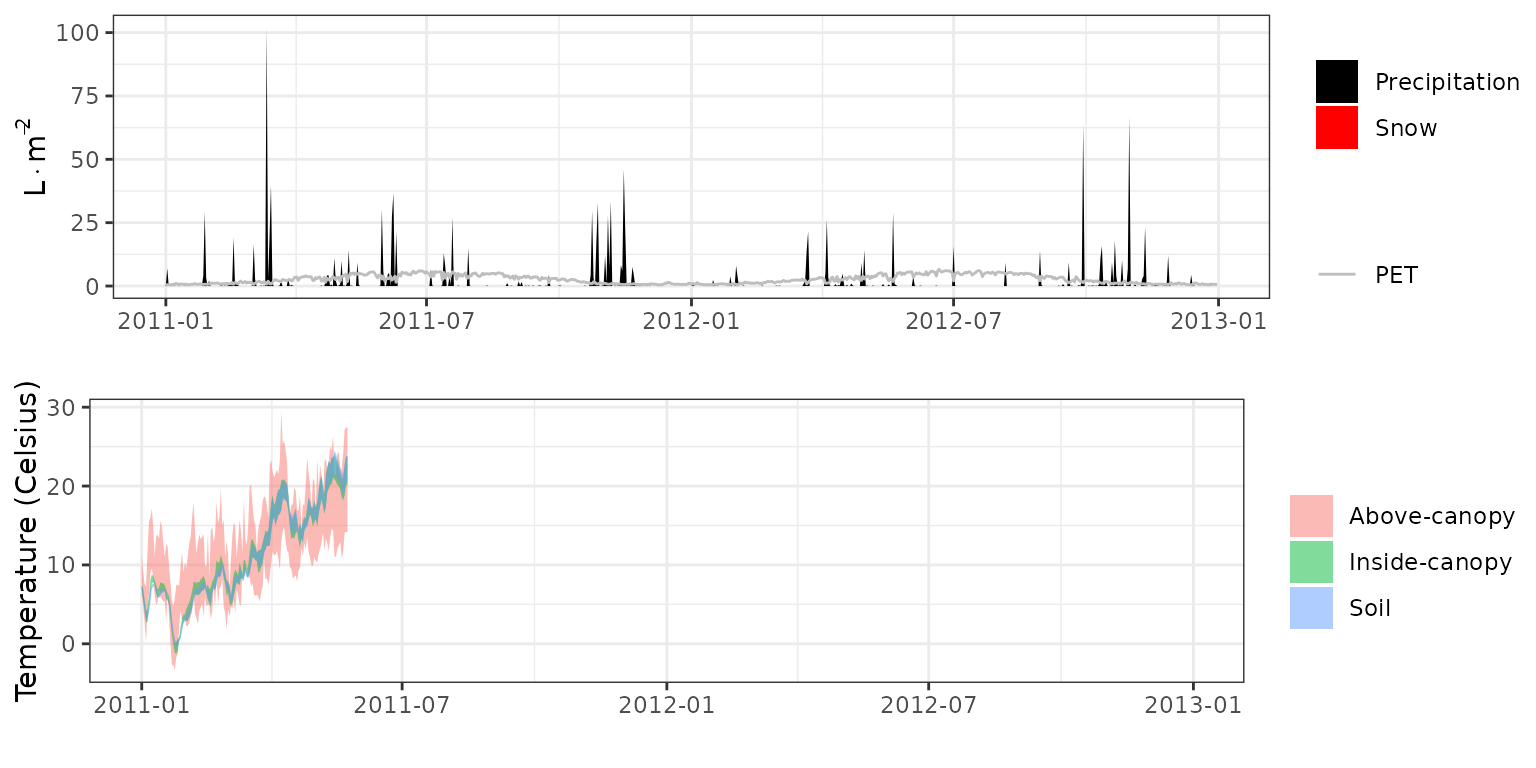 100
75
50
25
0
L · m⁻²
2011-01
2011-07
2012-01
2012-07
2013-01
Precipitation
Snow
PET
30
20
10
0
Temperature (Celsius)
2011-01
2011-07
2012-01
2012-07
2013-01
Above-canopy
Inside-canopy
Soil